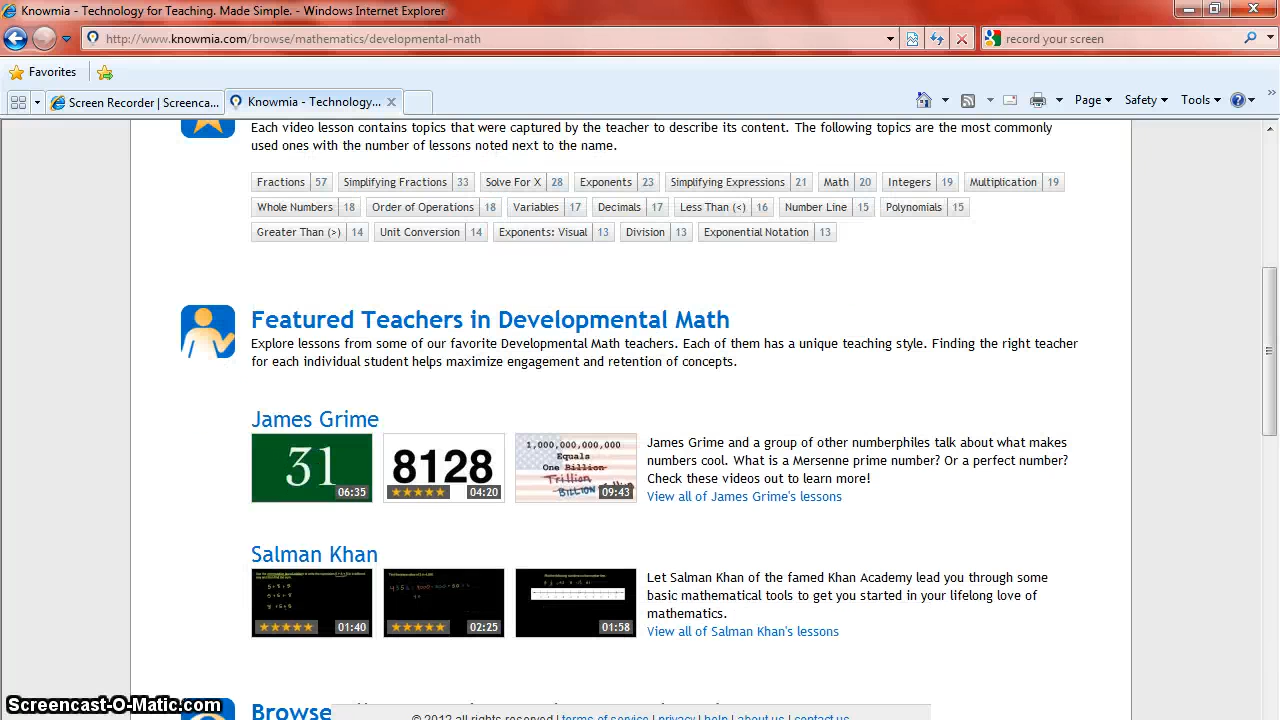 Knowmia - Technology for Teaching. Made Simple. - Windows Internet Explorer
http://www.knowmia.com/browse/mathematics/developmental-math
record your screen
Favorites
Screen Recorder | Screenca...
Knowmia - Technology...
Page
Safety
Tools
Each video lesson contains topics that were captured by the teacher to describe its content. The following topics are the most commonly
used ones with the number of lessons noted next to the name.
Fractions 57 Simplifying Fractions 33 Solve For X 28 Exponents 23 Simplifying Expressions 21 Math 20 Integers 19 Multiplication 19
Whole Numbers 18 Order of Operations 18 Variables 17 Decimals 17 Less Than (<) 16 Number Line 15 Polynomials 15
Greater Than (>) 14 Unit Conversion 14 Exponents: Visual 13 Division 13 Exponential Notation 13
Featured Teachers in Developmental Math
Explore lessons from some of our favorite Developmental Math teachers. Each of them has a unique teaching style. Finding the right teacher
for each individual student helps maximize engagement and retention of concepts.
James Grime
31
06:35
8128
04:20
1,000,000,000,000
Equals
One Billion
Trillion
BILLION
09:43
James Grime and a group of other numberphiles talk about what makes
numbers cool. What is a Mersenne prime number? Or a perfect number?
Check these videos out to learn more!
View all of James Grime's lessons
Salman Khan
01:40
02:25
01:58
Let Salman Khan of the famed Khan Academy lead you through some
basic mathematical tools to get you started in your lifelong love of
mathematics.
View all of Salman Khan's lessons
Browse
© 2012 all rights reserved | terms of service | privacy | help | about us | contact us
Screencast-O-Matic.com